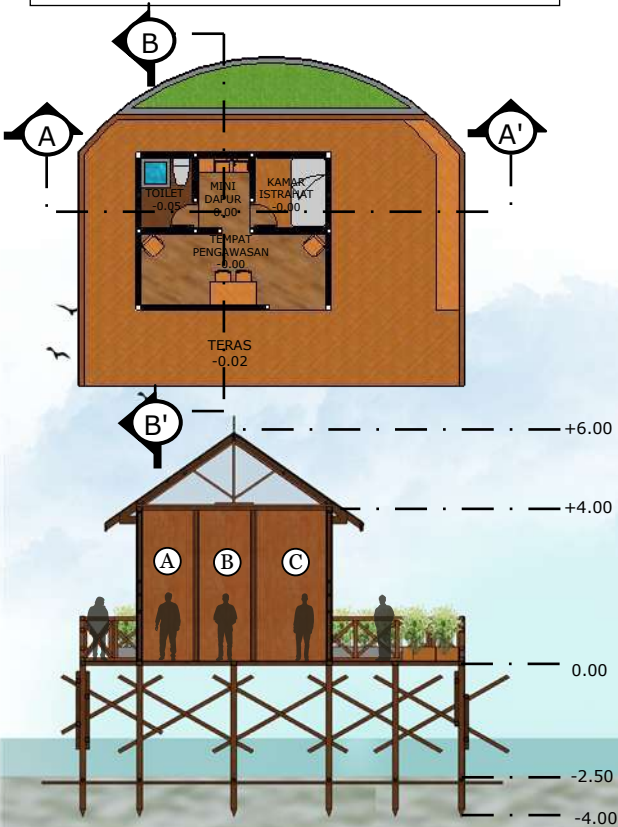 B
A
A'
TOILET
-0.05
MINI
DAPUR
-0.00
KAMAR
ISTRAHAT
-0.00
TEMPAT
PENGAWASAN
-0.00
TERAS
-0.02
B'
+6.00
+4.00
A
B
C
0.00
-2.50
-4.00